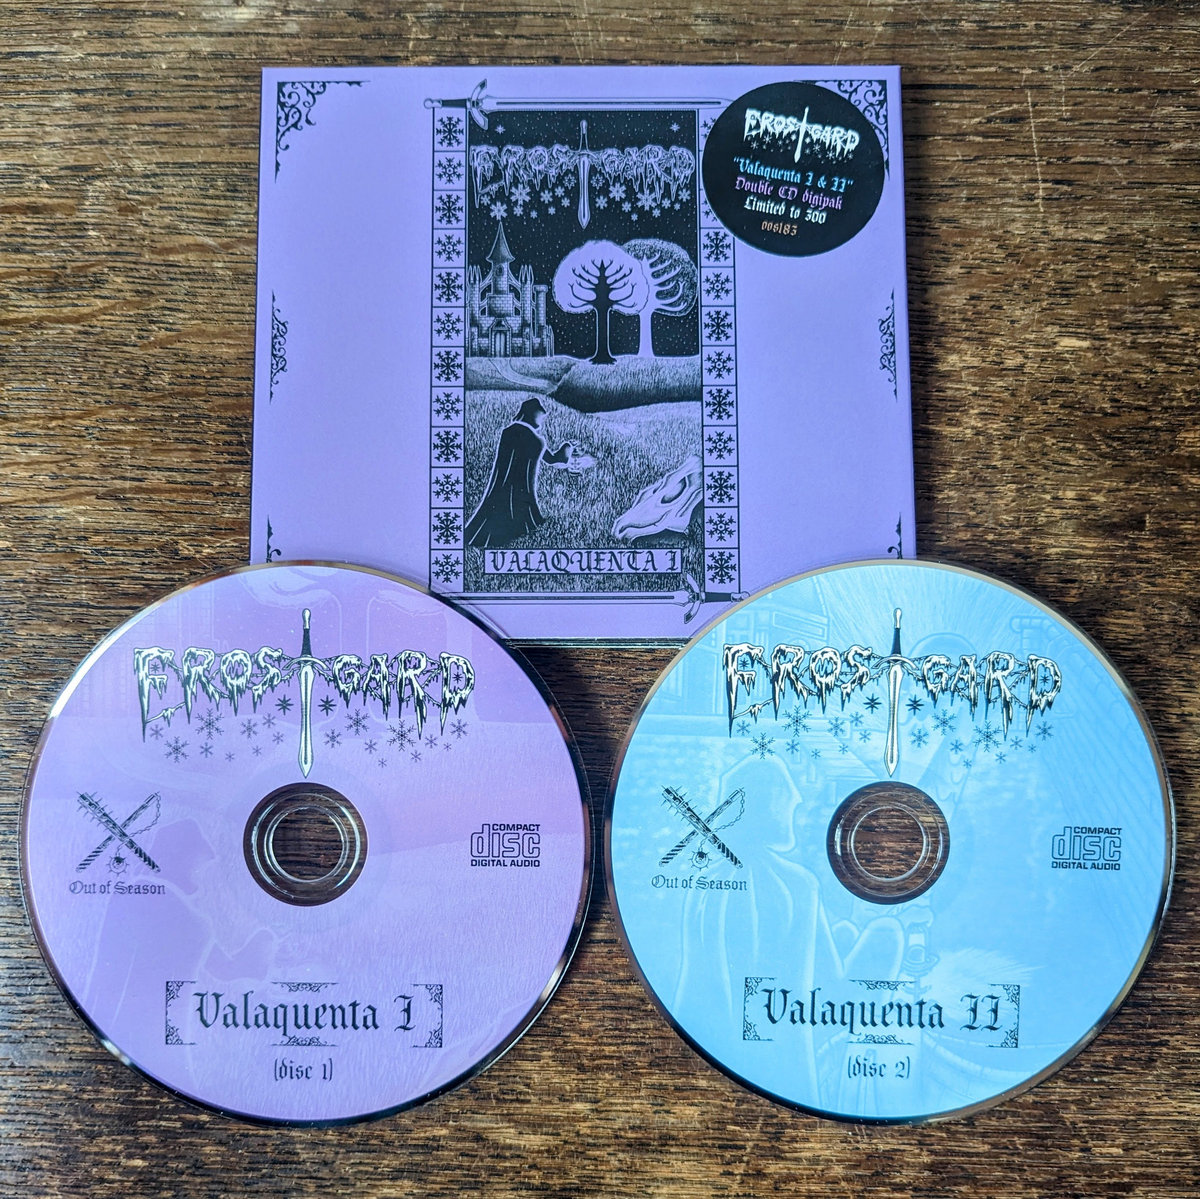 FROSTGARD
FROSTGARD
"Valaquenta I & II"
Double CD digipak
Limited to 300
oos183
VALAQUENTA I
FROSTGARD
Out of Season
COMPACT
disc
DIGITAL AUDIO
Valaquenta I
(disc 1)
FROSTGARD
Out of Season
COMPACT
disc
DIGITAL AUDIO
Valaquenta II
(disc 2)